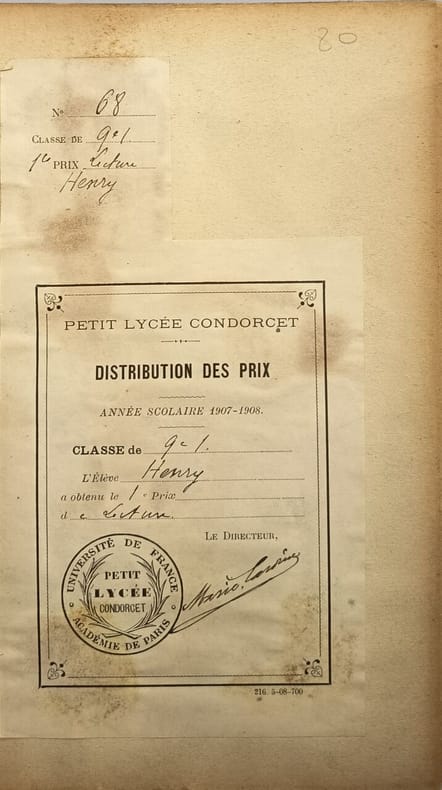 80
N° 68
CLASSE DE 9e 1.
1er PRIX Lecture
Henry
PETIT LYCÉE CONDORCET
DISTRIBUTION DES PRIX
ANNÉE SCOLAIRE 1907-1908.
CLASSE de 9e 1.
L'Élève Henry
a obtenu le 1e Prix
de Lecture.
LE DIRECTEUR,
UNIVERSITÉ DE FRANCE
PETIT
LYCÉE
CONDORCET
ACADÉMIE DE PARIS
216. 5-08-700